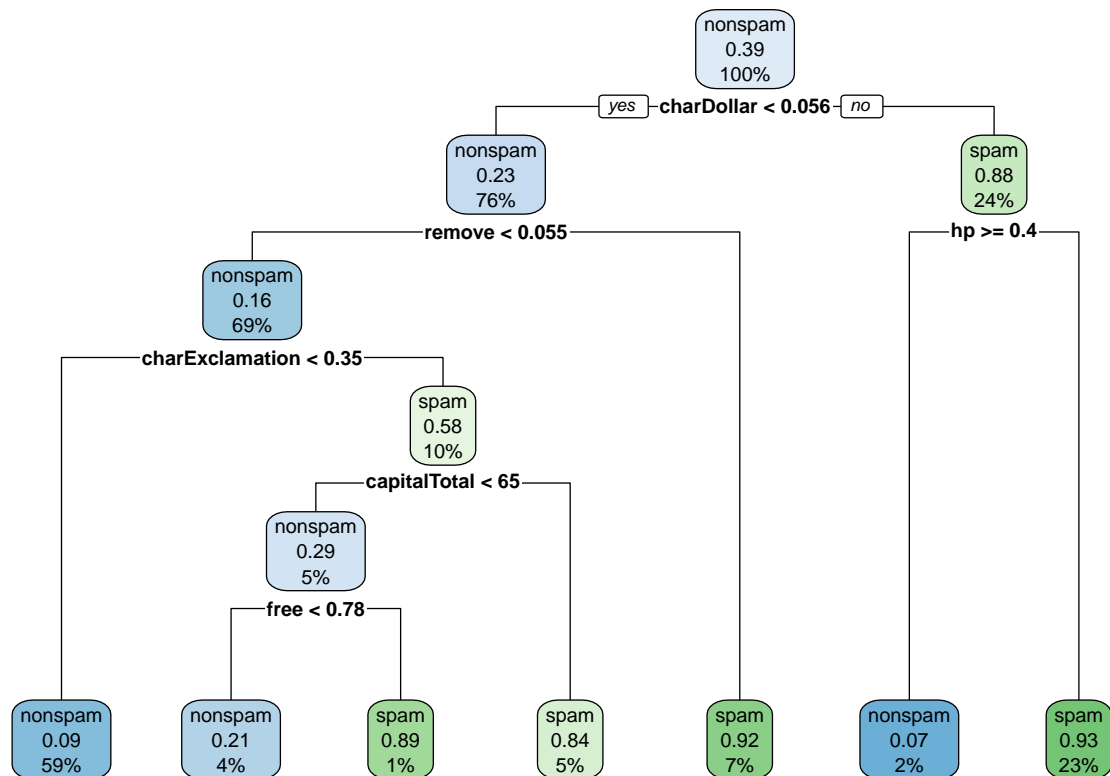 nonspam
0.39
100%
yes charDollar < 0.056 no
nonspam
0.23
76%
spam
0.88
24%
remove < 0.055
hp >= 0.4
nonspam
0.16
69%
charExclamation < 0.35
spam
0.58
10%
capitalTotal < 65
nonspam
0.29
5%
free < 0.78
nonspam
0.09
59%
nonspam
0.21
4%
spam
0.89
1%
spam
0.84
5%
spam
0.92
7%
nonspam
0.07
2%
spam
0.93
23%